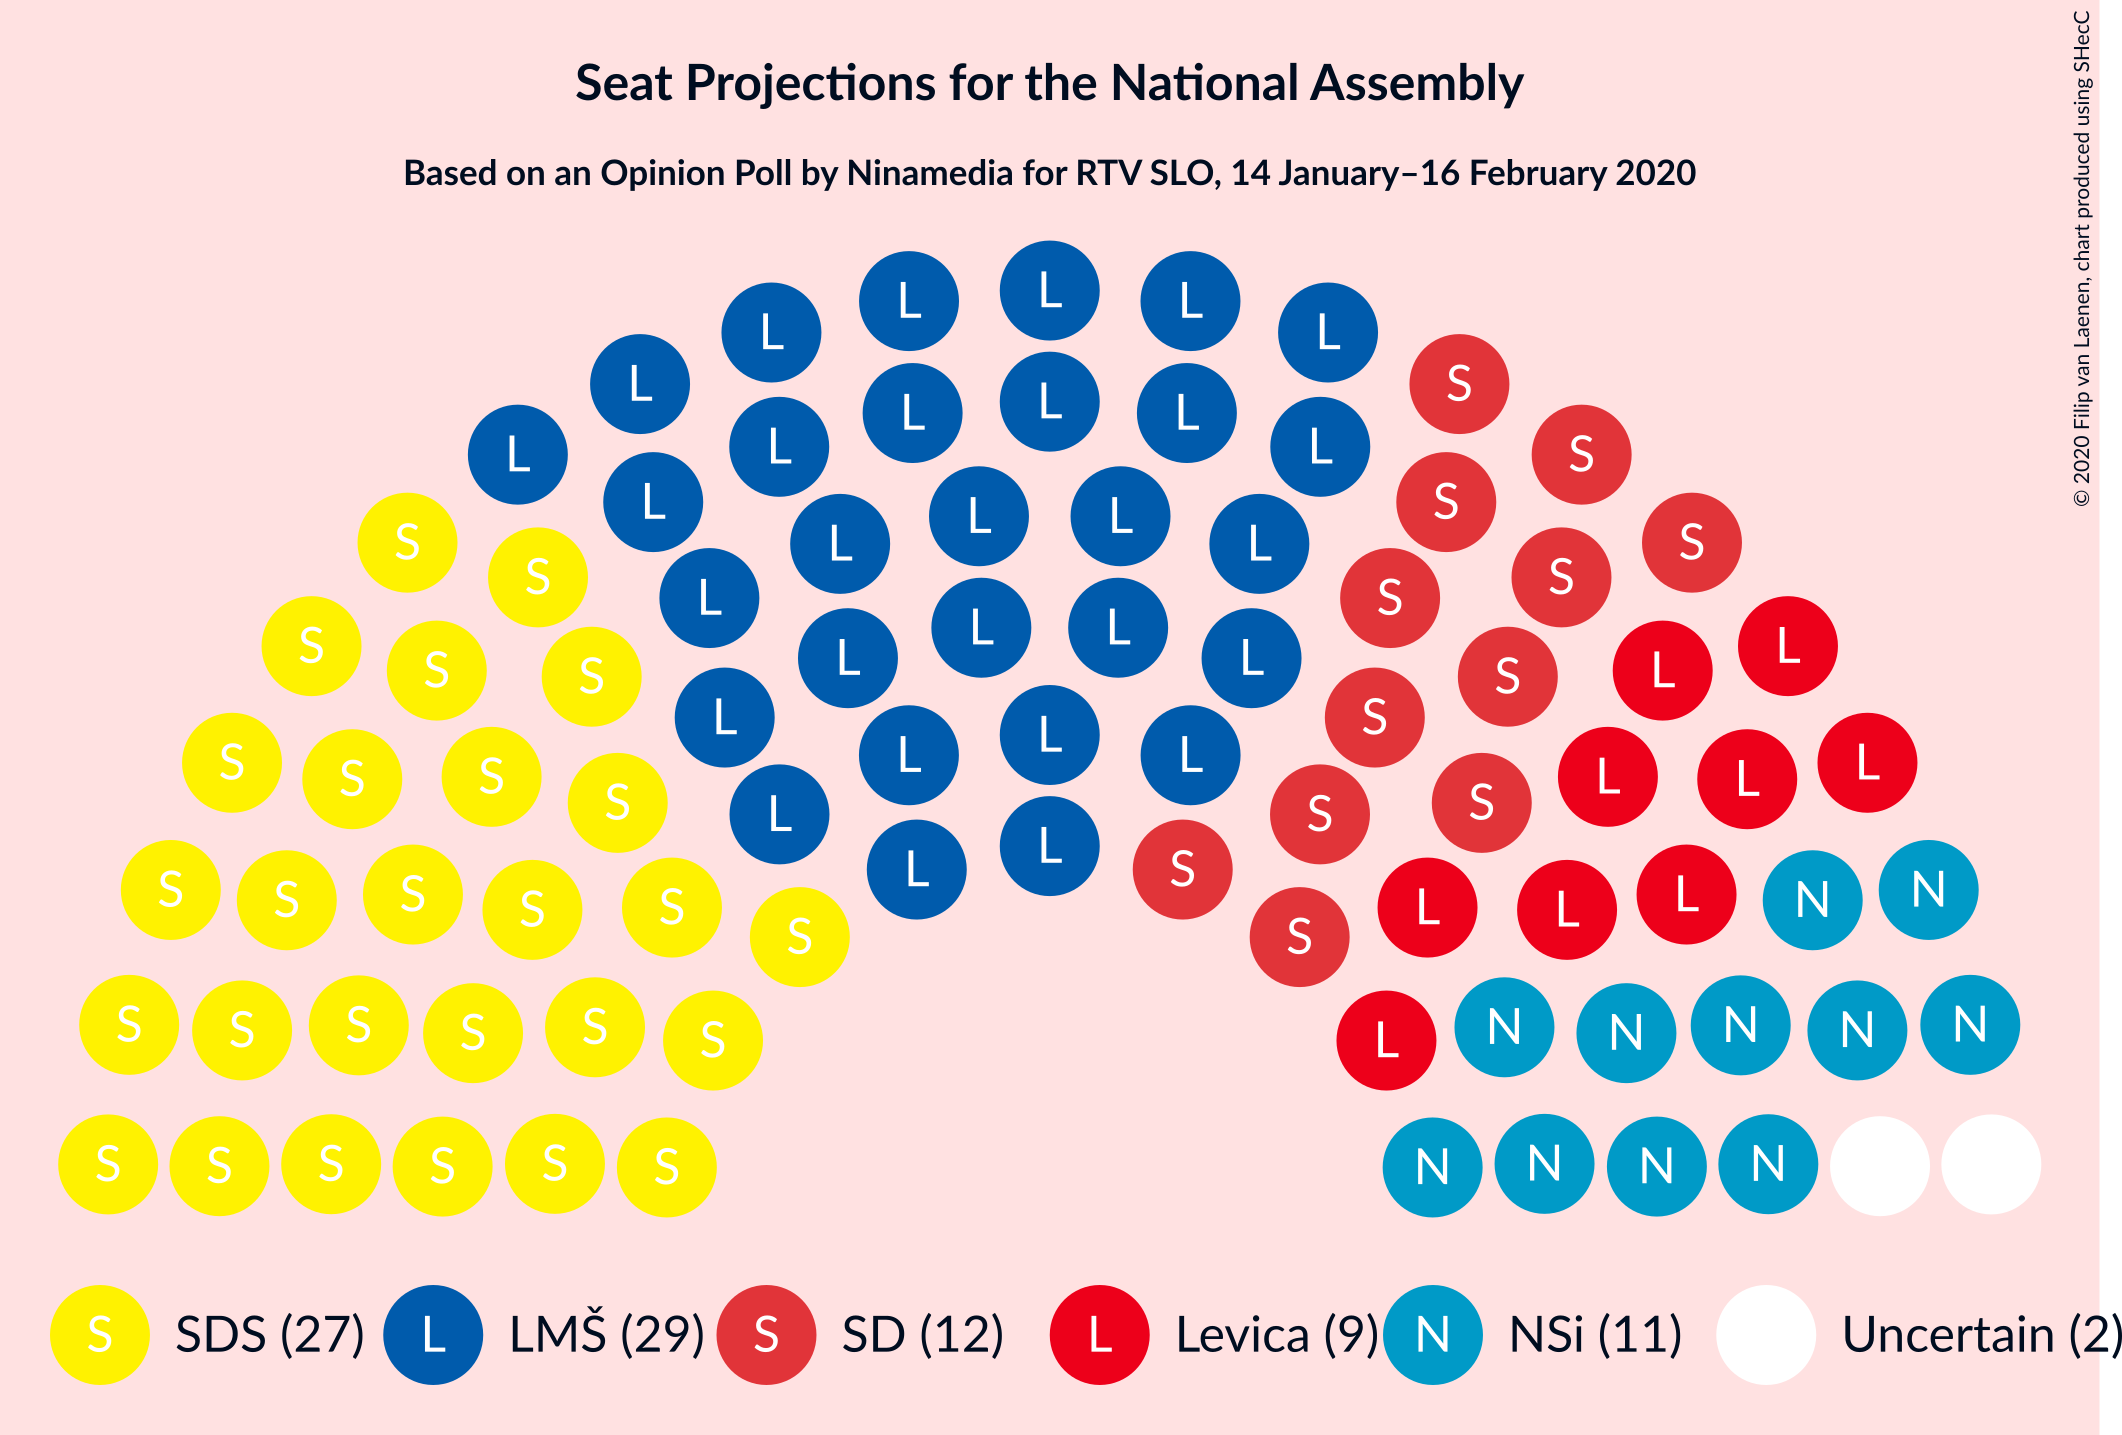 Seat Projections for the National Assembly
Based on an Opinion Poll by Ninamedia for RTV SLO, 14 January–16 February 2020
© 2020 Filip van Laenen, chart produced using SHecC
L L L L L
L L S
L L L L L
L L S S
S S L L L L L S S S
S L L L L S L L
S S L S
S S S S L L L L S S L L L
S S S S S S L L S S L L L N N
S S S S S S L N N N N N
S S S S S S N N N N
S SDS (27) L LMŠ (29) S SD (12) L Levica (9) N NSi (11) Uncertain (2)